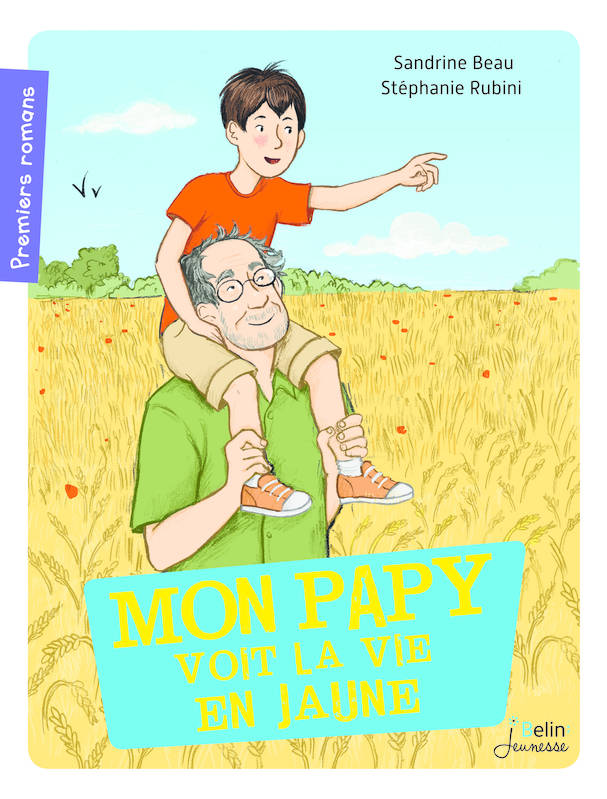 Sandrine Beau
Stéphanie Rubini
Premiers romans
MON PAPY
VOIT LA VIE
EN JAUNE
Belin
Jeunesse